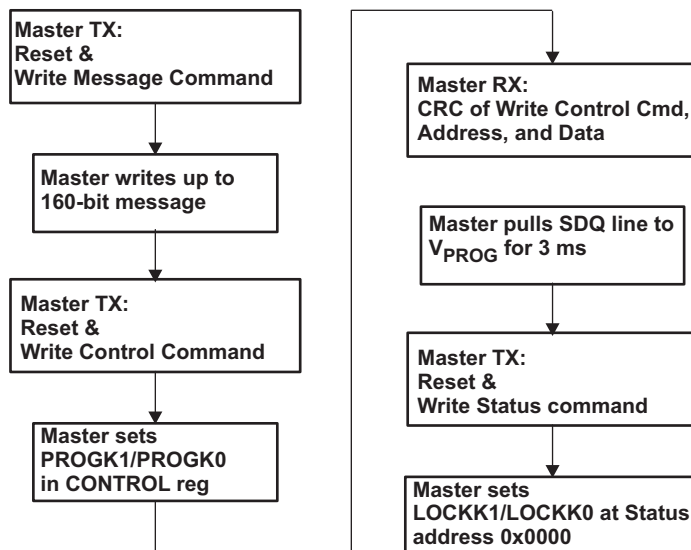 Master TX:
Reset &
Write Message Command
Master writes up to
160-bit message
Master TX:
Reset &
Write Control Command
Master sets
PROGK1/PROGK0
in CONTROL reg
Master RX:
CRC of Write Control Cmd,
Address, and Data
Master pulls SDQ line to
VPROG for 3 ms
Master TX:
Reset &
Write Status command
Master sets
LOCKK1/LOCKK0 at Status
address 0x0000